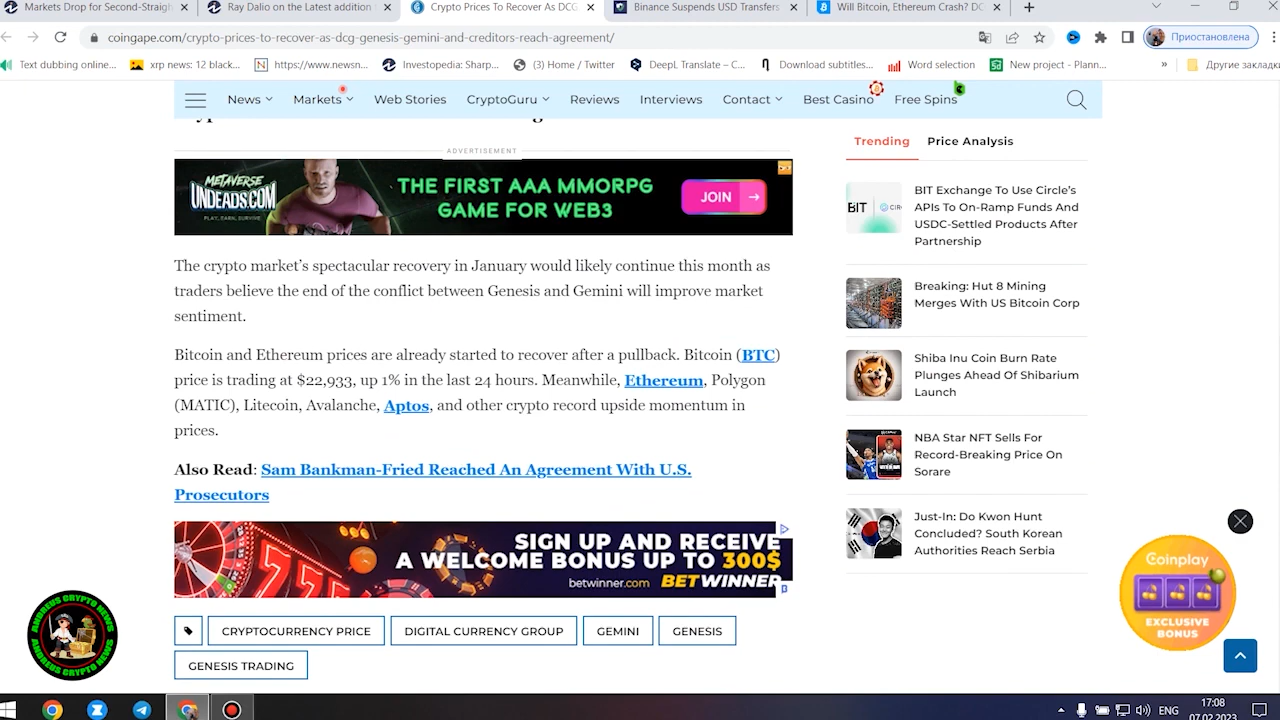 Markets Drop for Second-Straigh
Ray Dalio on the Latest addition
Crypto Prices To Recover As DCG
Binance Suspends USD Transfers
Will Bitcoin, Ethereum Crash? DC
coingape.com/crypto-prices-to-recover-as-dcg-genesis-gemini-and-creditors-reach-agreement/
Приостановлена
Text dubbing online...
xrp news: 12 black...
https://www.newsn...
Investopedia: Sharp...
(3) Home / Twitter
DeepL Translate – C...
Download subtitles...
Word selection
New project - Plann...
»
Другие закладки
News
Markets
Web Stories
CryptoGuru
Reviews
Interviews
Contact
Best Casino
Free Spins
ADVERTISEMENT
METAVERSE
UNDEADS.COM
PLAY, EARN, SURVIVE
THE FIRST AAA MMORPG
GAME FOR WEB3
JOIN →
The crypto market’s spectacular recovery in January would likely continue this month as
traders believe the end of the conflict between Genesis and Gemini will improve market
sentiment.
Bitcoin and Ethereum prices are already started to recover after a pullback. Bitcoin (BTC)
price is trading at $22,933, up 1% in the last 24 hours. Meanwhile, Ethereum, Polygon
(MATIC), Litecoin, Avalanche, Aptos, and other crypto record upside momentum in
prices.
Also Read: Sam Bankman-Fried Reached An Agreement With U.S.
Prosecutors
SIGN UP AND RECEIVE
A WELCOME BONUS UP TO 300$
betwinner.com BETWINNER
CRYPTOCURRENCY PRICE
DIGITAL CURRENCY GROUP
GEMINI
GENESIS
GENESIS TRADING
Trending
Price Analysis
BIT
BIT Exchange To Use Circle’s
APIs To On-Ramp Funds And
USDC-Settled Products After
Partnership
Breaking: Hut 8 Mining
Merges With US Bitcoin Corp
Shiba Inu Coin Burn Rate
Plunges Ahead Of Shibarium
Launch
NBA Star NFT Sells For
Record-Breaking Price On
Sorare
Just-In: Do Kwon Hunt
Concluded? South Korean
Authorities Reach Serbia
Coinplay
EXCLUSIVE
BONUS
ANDREUS CRYPTO NEWS
ANDREUS CRYPTO NEWS
ENG
17:08
07.02.2023